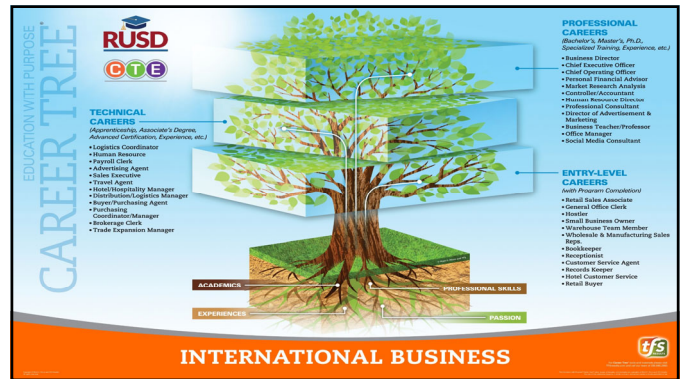 EDUCATION WITH PURPOSE
CAREER TREE®
RUSD
CTE
TECHNICAL
CAREERS
(Apprenticeship, Associate's Degree,
Advanced Certification, Experience, etc.)
• Logistics Coordinator
• Human Resource
• Payroll Clerk
• Advertising Agent
• Sales Executive
• Travel Agent
• Hotel/Hospitality Manager
• Distribution/Logistics Manager
• Buyer/Purchasing Agent
• Purchasing
Coordinator/Manager
• Brokerage Clerk
• Trade Expansion Manager
PROFESSIONAL
CAREERS
(Bachelor's, Master's, Ph.D.,
Specialized Training, Experience, etc.)
• Business Director
• Chief Executive Officer
• Chief Operating Officer
• Personal Financial Advisor
• Market Research Analysis
• Controller/Accountant
• Human Resource Director
• Professional Consultant
• Director of Advertisement &
Marketing
• Business Teacher/Professor
• Office Manager
• Social Media Consultant
ENTRY-LEVEL
CAREERS
(with Program Completion)
• Retail Sales Associate
• General Office Clerk
• Hostler
• Small Business Owner
• Warehouse Team Member
• Wholesale & Manufacturing Sales
Reps.
• Bookkeeper
• Receptionist
• Customer Service Agent
• Records Keeper
• Hotel Customer Service
• Retail Buyer
ACADEMICS
PROFESSIONAL SKILLS
EXPERIENCES
PASSION
INTERNATIONAL BUSINESS
tfs